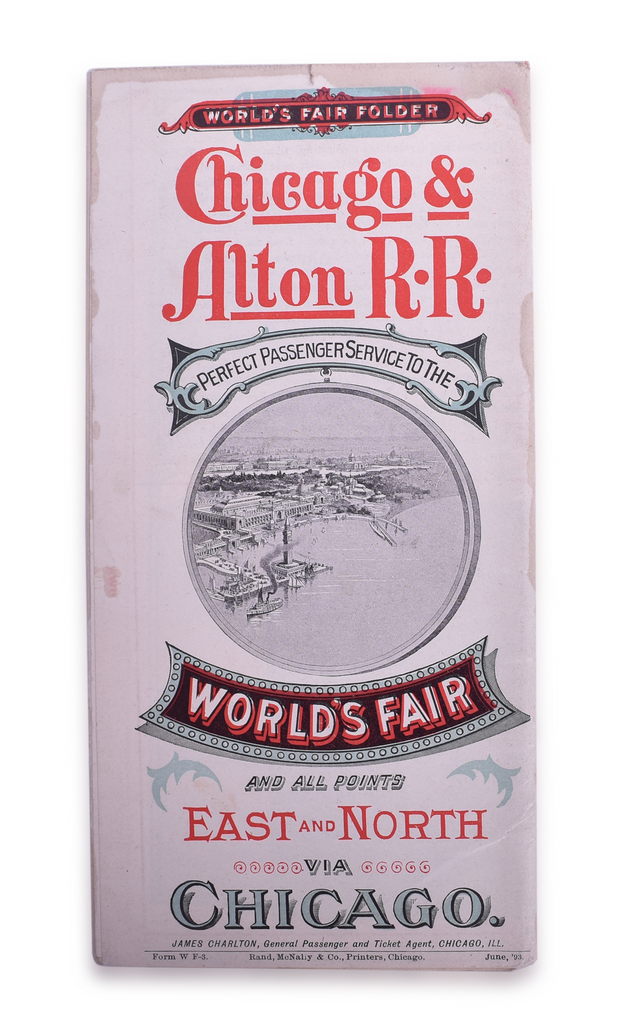 WORLD'S FAIR FOLDER
Chicago &
Alton R·R·
PERFECT PASSENGER SERVICE TO THE
WORLD'S FAIR
AND ALL POINTS
EAST AND NORTH
VIA
CHICAGO.
JAMES CHARLTON, General Passenger and Ticket Agent, CHICAGO, ILL.
Form W F-3. Rand, McNally & Co., Printers, Chicago. June, '93.